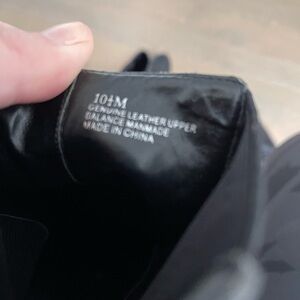 10½M
GENUINE LEATHER UPPER
BALANCE MANMADE
MADE IN CHINA